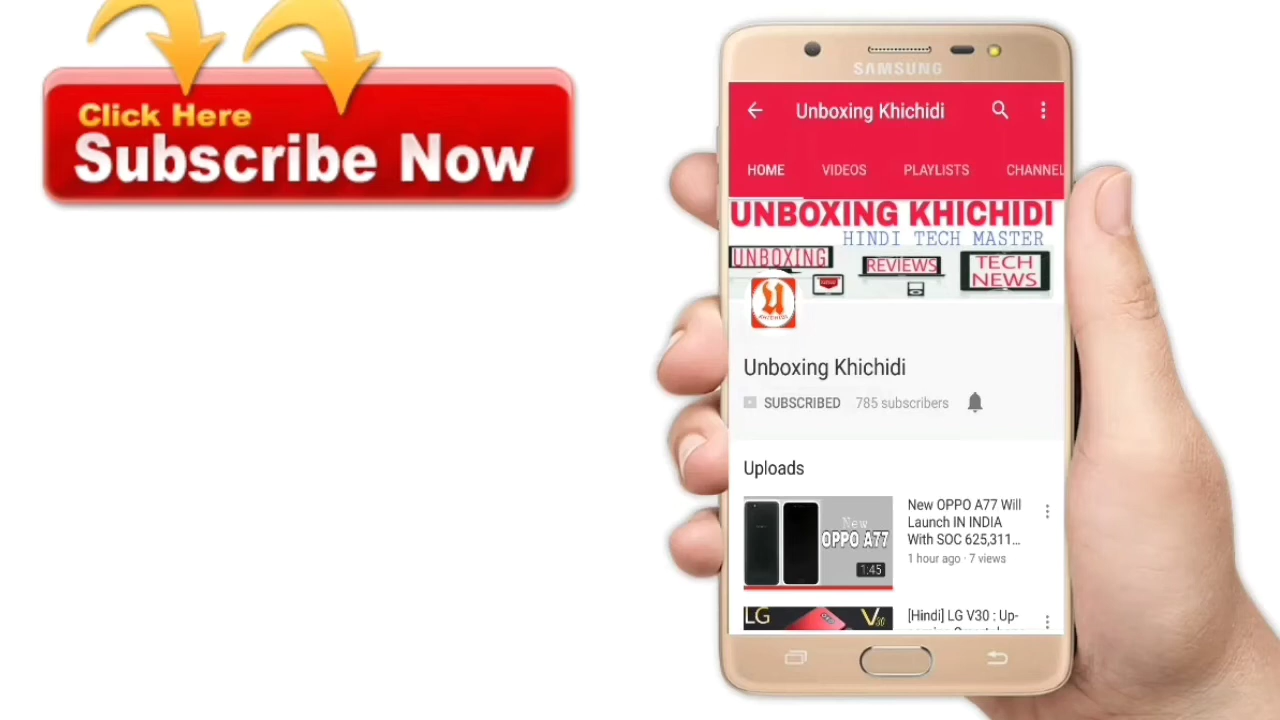 Click Here
Subscribe Now
SAMSUNG
Unboxing Khichidi
HOME VIDEOS PLAYLISTS CHANNEL
UNBOXING KHICHIDI
HINDI TECH MASTER
UNBOXING
REVIEWS
TECH
NEWS
U
KHICHIDI
Unboxing Khichidi
SUBSCRIBED 785 subscribers
Uploads
New
OPPO A77
1:45
New OPPO A77 Will
Launch IN INDIA
With SOC 625,311...
1 hour ago · 7 views
LG V30
[Hindi] LG V30 : Up-